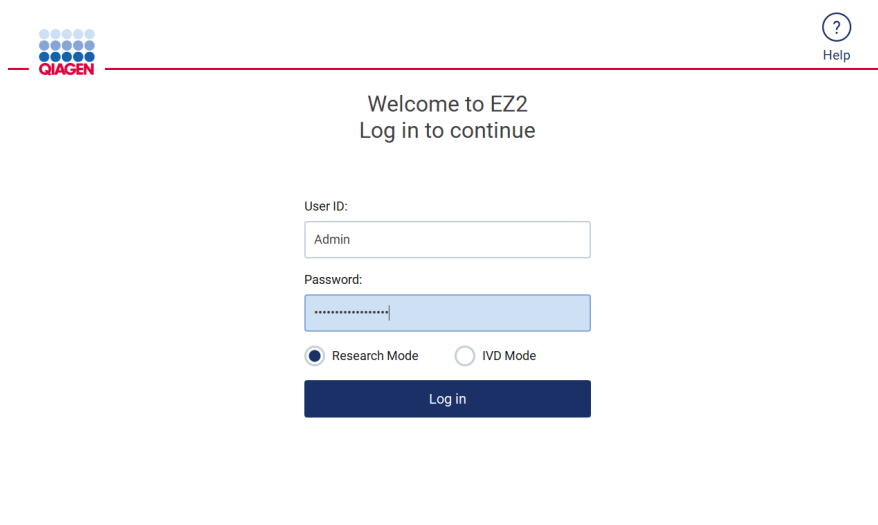 ?
QIAGEN
Help
Welcome to EZ2
Log in to continue
User ID:
Admin
Password:
••••••••••••••••••
Research Mode
IVD Mode
Log in